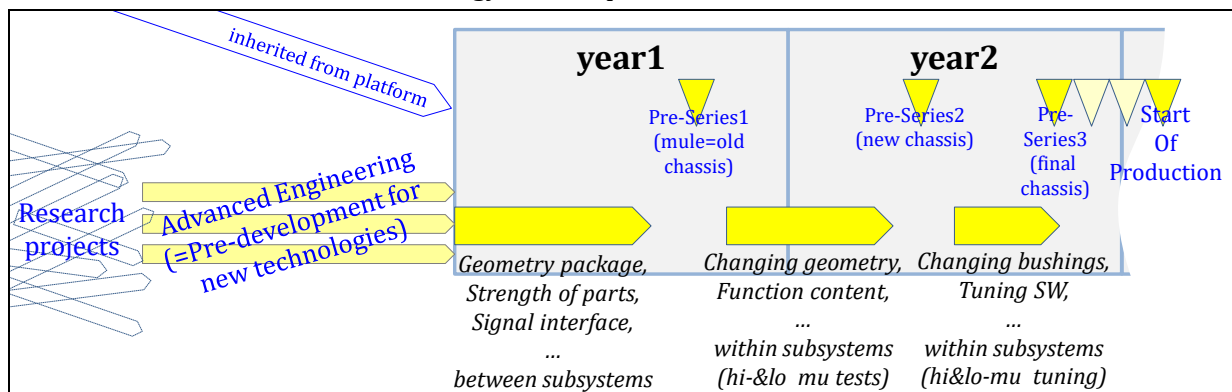 year1
year2
inherited from platform
Pre-Series1
(mule=old
chassis)
Pre-Series2
(new chassis)
Pre-
Series3
(final
chassis)
Start
Of
Production
Research
projects
Advanced Engineering
(=Pre-development for
new technologies)
Geometry package,
Strength of parts,
Signal interface,
...
between subsystems
Changing geometry,
Function content,
...
within subsystems
(hi-&lo mu tests)
Changing bushings,
Tuning SW,
...
within subsystems
(hi&lo-mu tuning)